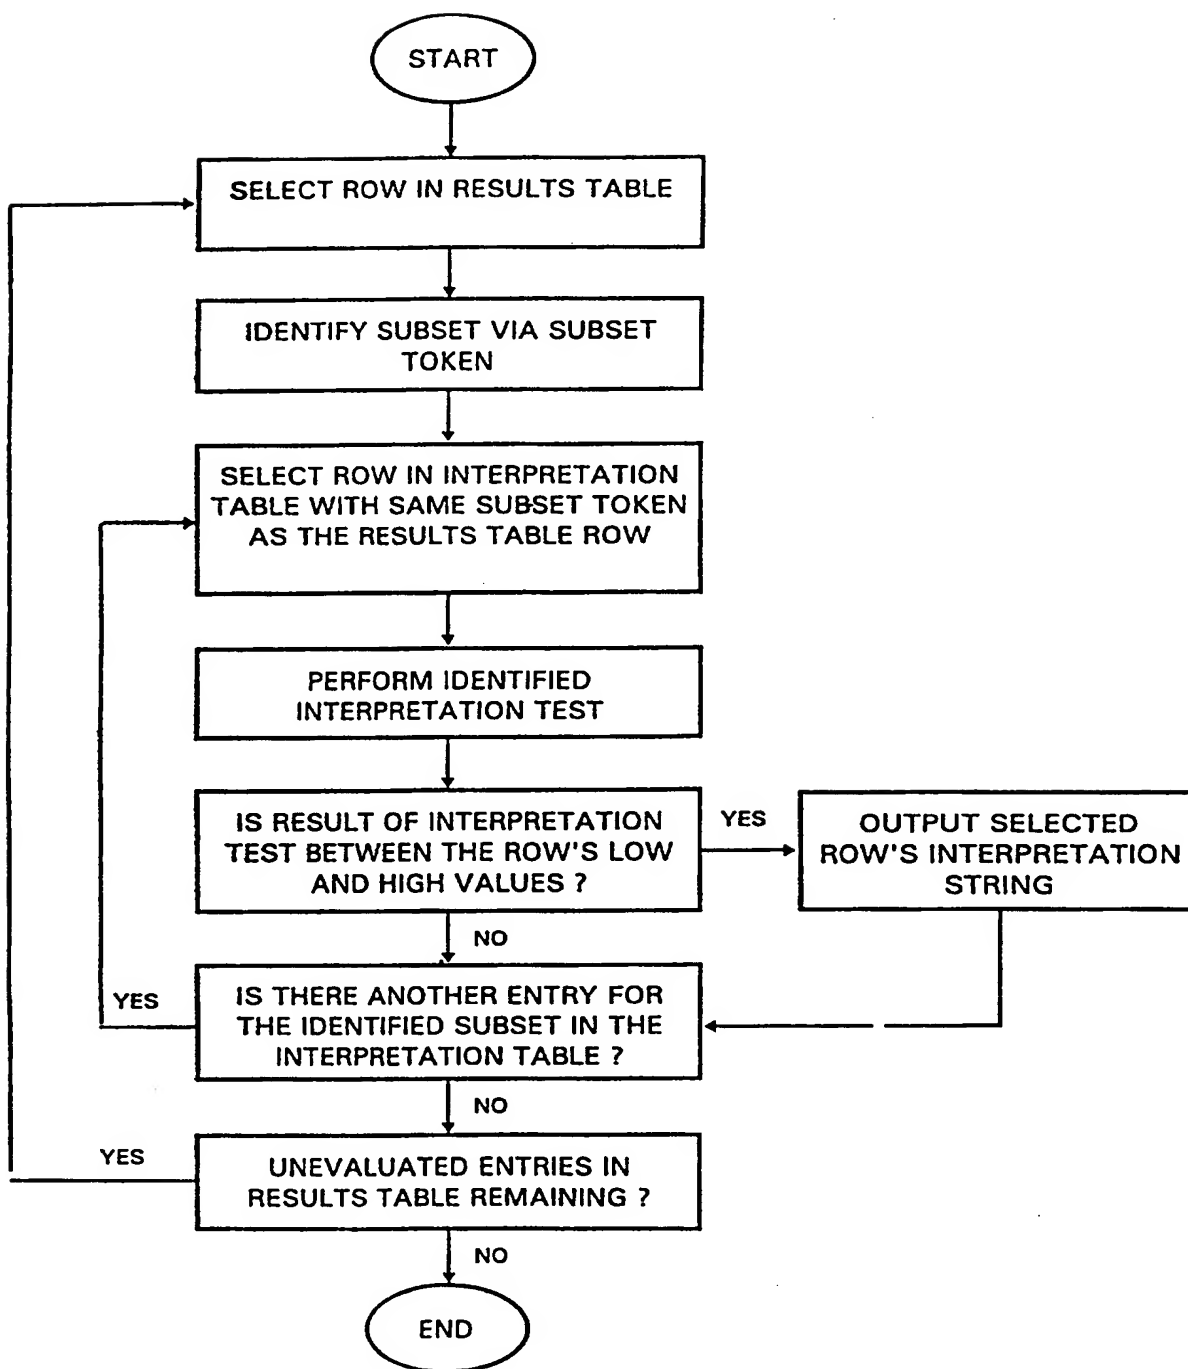 START
SELECT ROW IN RESULTS TABLE
IDENTIFY SUBSET VIA SUBSET
TOKEN
SELECT ROW IN INTERPRETATION
TABLE WITH SAME SUBSET TOKEN
AS THE RESULTS TABLE ROW
PERFORM IDENTIFIED
INTERPRETATION TEST
IS RESULT OF INTERPRETATION
TEST BETWEEN THE ROW'S LOW
AND HIGH VALUES ?
YES
OUTPUT SELECTED
ROW'S INTERPRETATION
STRING
NO
YES
IS THERE ANOTHER ENTRY FOR
THE IDENTIFIED SUBSET IN THE
INTERPRETATION TABLE ?
NO
YES
UNEVALUATED ENTRIES IN
RESULTS TABLE REMAINING ?
NO
END